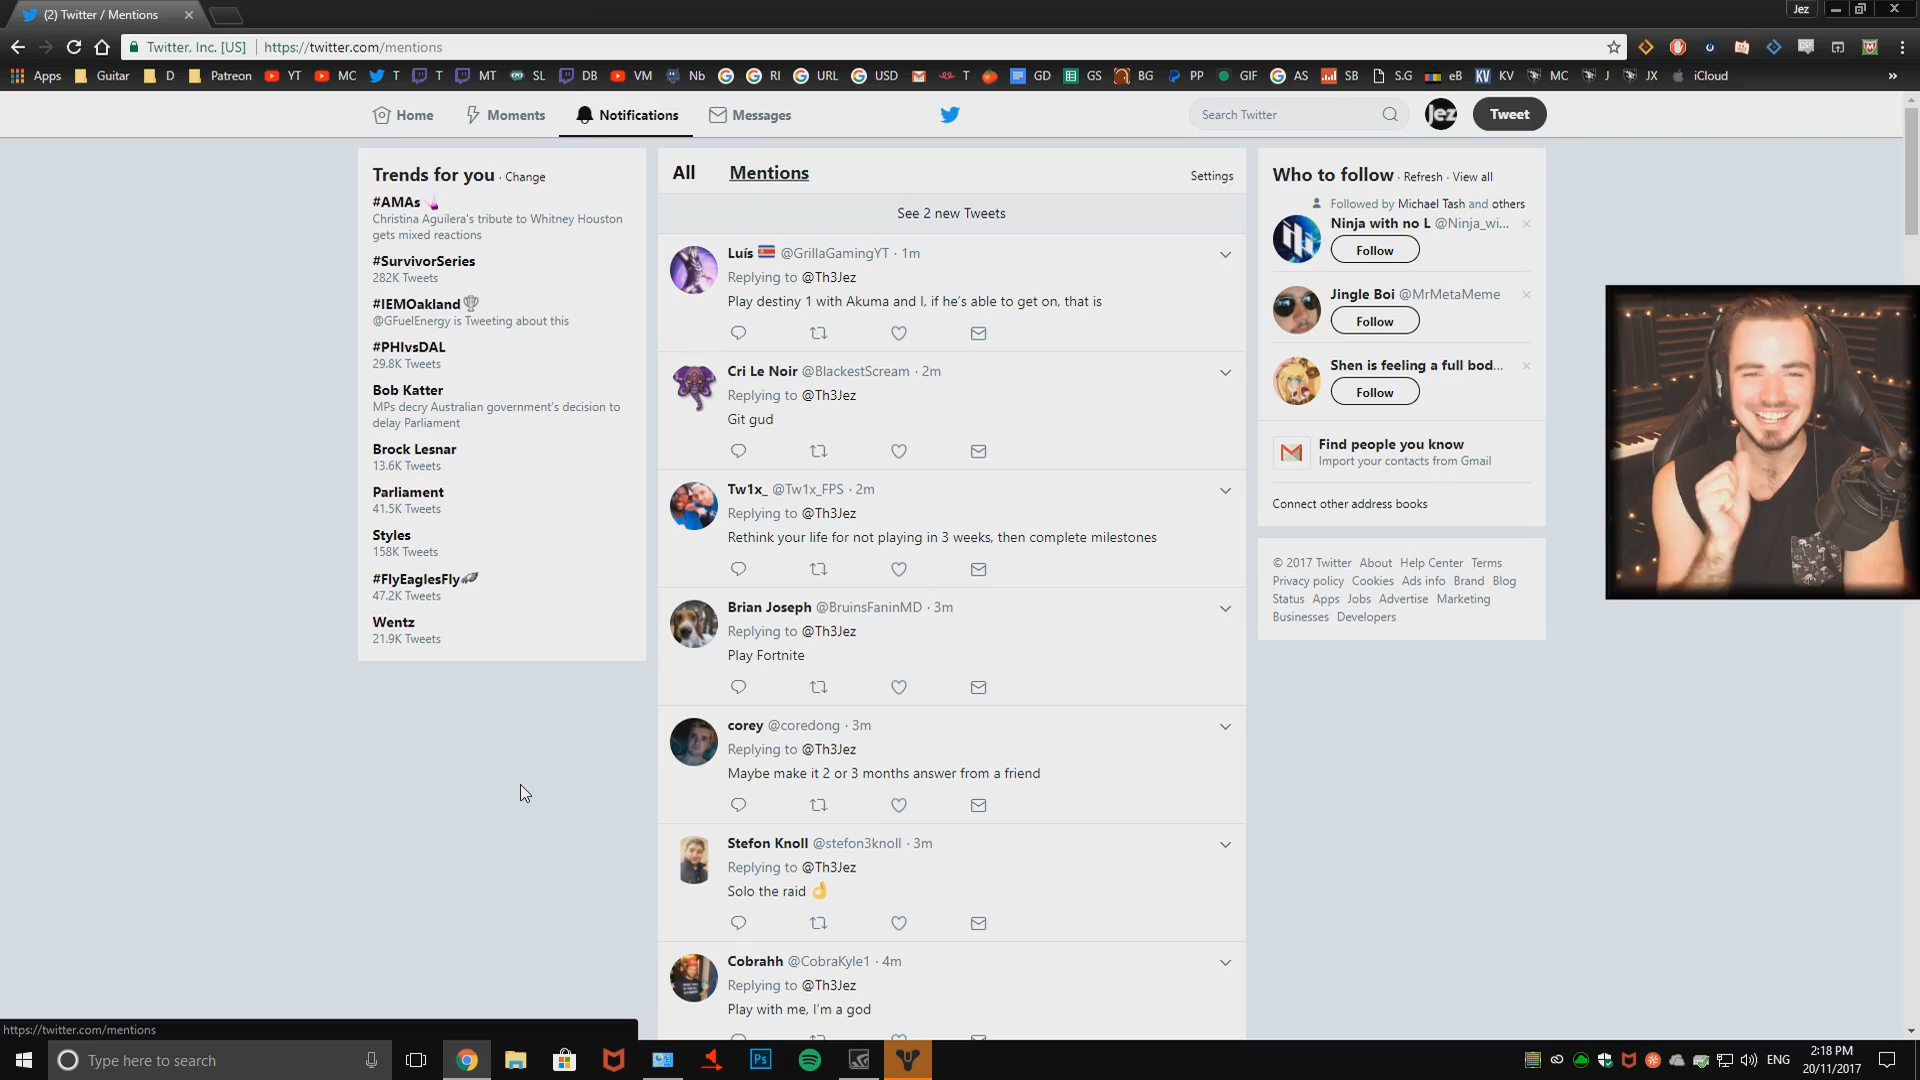 (2) Twitter / Mentions
Jez
Twitter, Inc. [US]
https://twitter.com/mentions
Apps
Guitar
D
Patreon
YT
MC
T
T
MT
SL
DB
VM
Nb
RI
URL
USD
T
GD
GS
BG
PP
GIF
AS
SB
S.G
eB
KV
MC
J
JX
iCloud
»
Home
Moments
Notifications
Messages
Search Twitter
jez
Tweet
Trends for you · Change
#AMAs
Christina Aguilera's tribute to Whitney Houston
gets mixed reactions
#SurvivorSeries
282K Tweets
#IEMOakland
@GFuelEnergy is Tweeting about this
#PHIvsDAL
29.8K Tweets
Bob Katter
MPs decry Australian government's decision to
delay Parliament
Brock Lesnar
13.6K Tweets
Parliament
41.5K Tweets
Styles
158K Tweets
#FlyEaglesFly
47.2K Tweets
Wentz
21.9K Tweets
All
Mentions
Settings
See 2 new Tweets
Luís @GrillaGamingYT · 1m
Replying to @Th3Jez
Play destiny 1 with Akuma and I, if he's able to get on, that is
Cri Le Noir @BlackestScream · 2m
Replying to @Th3Jez
Git gud
Tw1x_ @Tw1x_FPS · 2m
Replying to @Th3Jez
Rethink your life for not playing in 3 weeks, then complete milestones
Brian Joseph @BruinsFaninMD · 3m
Replying to @Th3Jez
Play Fortnite
corey @coredong · 3m
Replying to @Th3Jez
Maybe make it 2 or 3 months answer from a friend
Stefon Knoll @stefon3knoll · 3m
Replying to @Th3Jez
Solo the raid 👌
Cobrahh @CobraKyle1 · 4m
Replying to @Th3Jez
Play with me, I'm a god
Who to follow · Refresh · View all
Followed by Michael Tash and others
Ninja with no L @Ninja_wi...
Follow
Jingle Boi @MrMetaMeme
Follow
Shen is feeling a full bod...
Follow
Find people you know
Import your contacts from Gmail
Connect other address books
© 2017 Twitter About Help Center Terms
Privacy policy Cookies Ads info Brand Blog
Status Apps Jobs Advertise Marketing
Businesses Developers
https://twitter.com/mentions
Type here to search
Ps
ENG
2:18 PM
20/11/2017